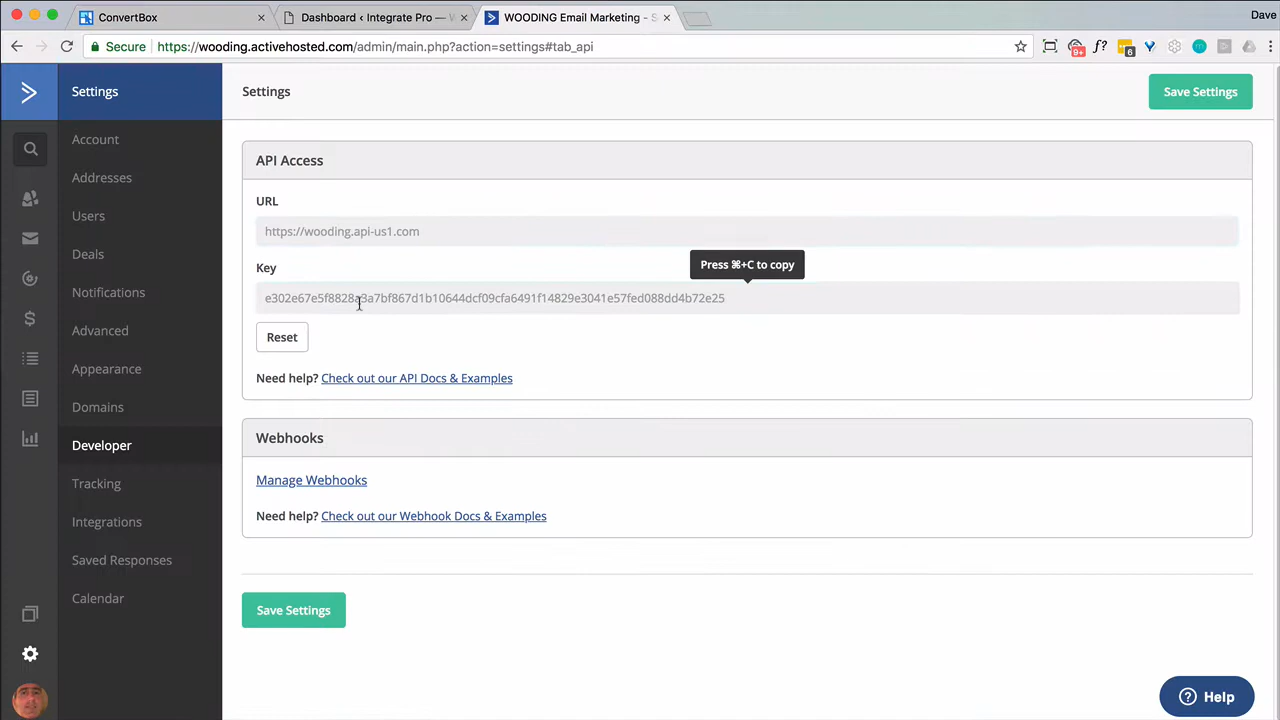 ConvertBox
Dashboard ‹ Integrate Pro — W
WOODING Email Marketing - S
Dave
Secure
https://wooding.activehosted.com/admin/main.php?action=settings#tab_api
f?
9+
6
m
Settings
Settings
Save Settings
Account
Addresses
Users
Deals
Notifications
Advanced
Appearance
Domains
Developer
Tracking
Integrations
Saved Responses
Calendar
API Access
URL
https://wooding.api-us1.com
Key
Press ⌘+C to copy
e302e67e5f8828a3a7bf867d1b10644dcf09cfa6491f14829e3041e57fed088dd4b72e25
Reset
Need help? Check out our API Docs & Examples
Webhooks
Manage Webhooks
Need help? Check out our Webhook Docs & Examples
Save Settings
Help